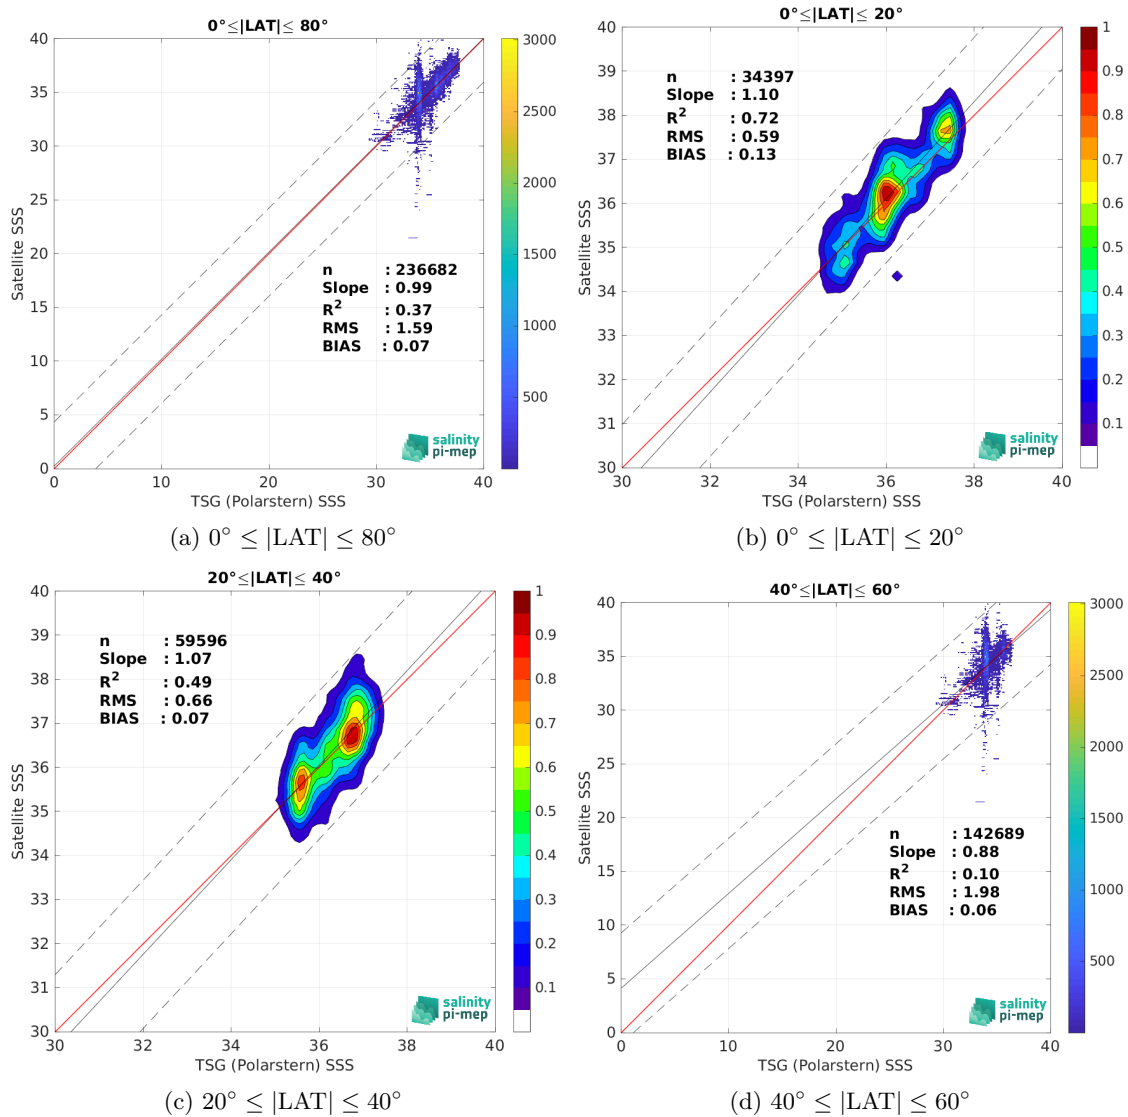 0°≤|LAT|≤ 80°
40
35
30
25
20
15
10
5
0
Satellite SSS
0
10
20
30
40
TSG (Polarstern) SSS
n : 236682
Slope : 0.99
R2 : 0.37
RMS : 1.59
BIAS : 0.07
salinity
pi-mep
3000
2500
2000
1500
1000
500
(a) 0° ≤ |LAT| ≤ 80°
0°≤|LAT|≤ 20°
40
39
38
37
36
35
34
33
32
31
30
Satellite SSS
30
32
34
36
38
40
TSG (Polarstern) SSS
n : 34397
Slope : 1.10
R2 : 0.72
RMS : 0.59
BIAS : 0.13
salinity
pi-mep
1
0.9
0.8
0.7
0.6
0.5
0.4
0.3
0.2
0.1
(b) 0° ≤ |LAT| ≤ 20°
20°≤|LAT|≤ 40°
40
39
38
37
36
35
34
33
32
31
30
Satellite SSS
30
32
34
36
38
40
TSG (Polarstern) SSS
n : 59596
Slope : 1.07
R2 : 0.49
RMS : 0.66
BIAS : 0.07
salinity
pi-mep
1
0.9
0.8
0.7
0.6
0.5
0.4
0.3
0.2
0.1
(c) 20° ≤ |LAT| ≤ 40°
40°≤|LAT|≤ 60°
40
35
30
25
20
15
10
5
0
Satellite SSS
0
10
20
30
40
TSG (Polarstern) SSS
n : 142689
Slope : 0.88
R2 : 0.10
RMS : 1.98
BIAS : 0.06
salinity
pi-mep
3000
2500
2000
1500
1000
500
(d) 40° ≤ |LAT| ≤ 60°